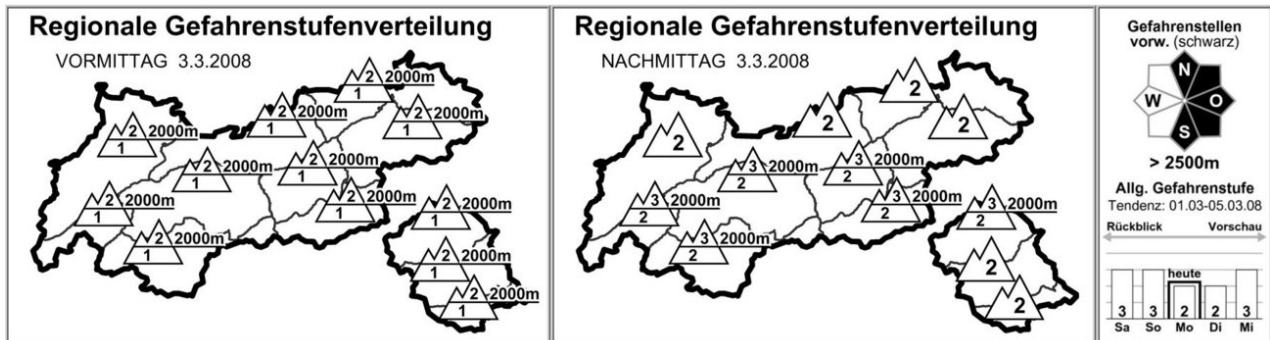 Regionale Gefahrenstufenverteilung
VORMITTAG 3.3.2008
2 2000m
1
2 2000m
1
2 2000m
1
2 2000m
1
2 2000m
1
2 2000m
1
2 2000m
1
2 2000m
1
2 2000m
1
2 2000m
1
2 2000m
1
2 2000m
1
Regionale Gefahrenstufenverteilung
NACHMITTAG 3.3.2008
2
2
2
2
3 2000m
2
3 2000m
2
3 2000m
2
3 2000m
2
3 2000m
2
3 2000m
2
2
2
Gefahrenstellen
vorw. (schwarz)
N
W O
S
> 2500m
Allg. Gefahrenstufe
Tendenz: 01.03-05.03.08
Rückblick Vorschau
heute
3 3 2 2 3
Sa So Mo Di Mi